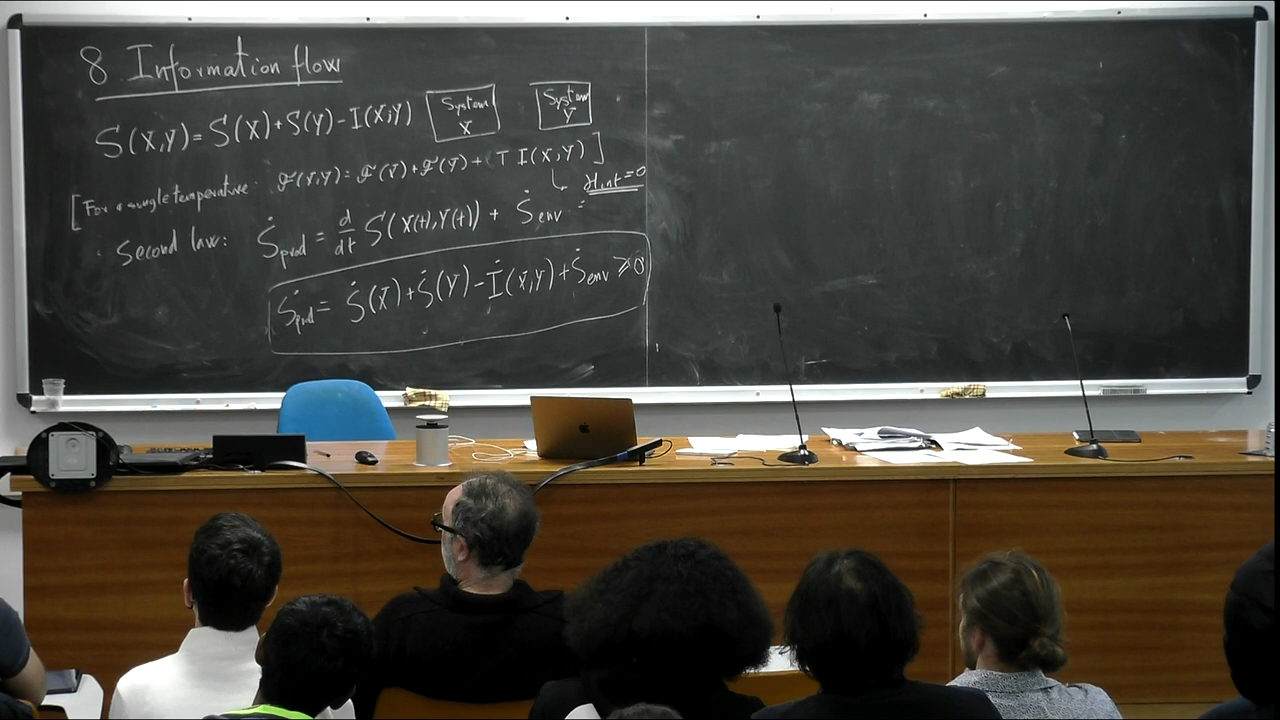 8 Information flow
S(X,Y) = S(X) + S(Y) - I(X;Y)
System X
System Y
[For a single temperature: ℱ(X,Y) = ℱ(X) + ℱ(Y) + T I(X;Y)]
↳ H_int = 0
Second law: Ṡ_prod = d/dt S(X(t),Y(t)) + Ṡ_env
Ṡ_prod = Ṡ(X) + Ṡ(Y) - İ(X;Y) + Ṡ_env ≥ 0